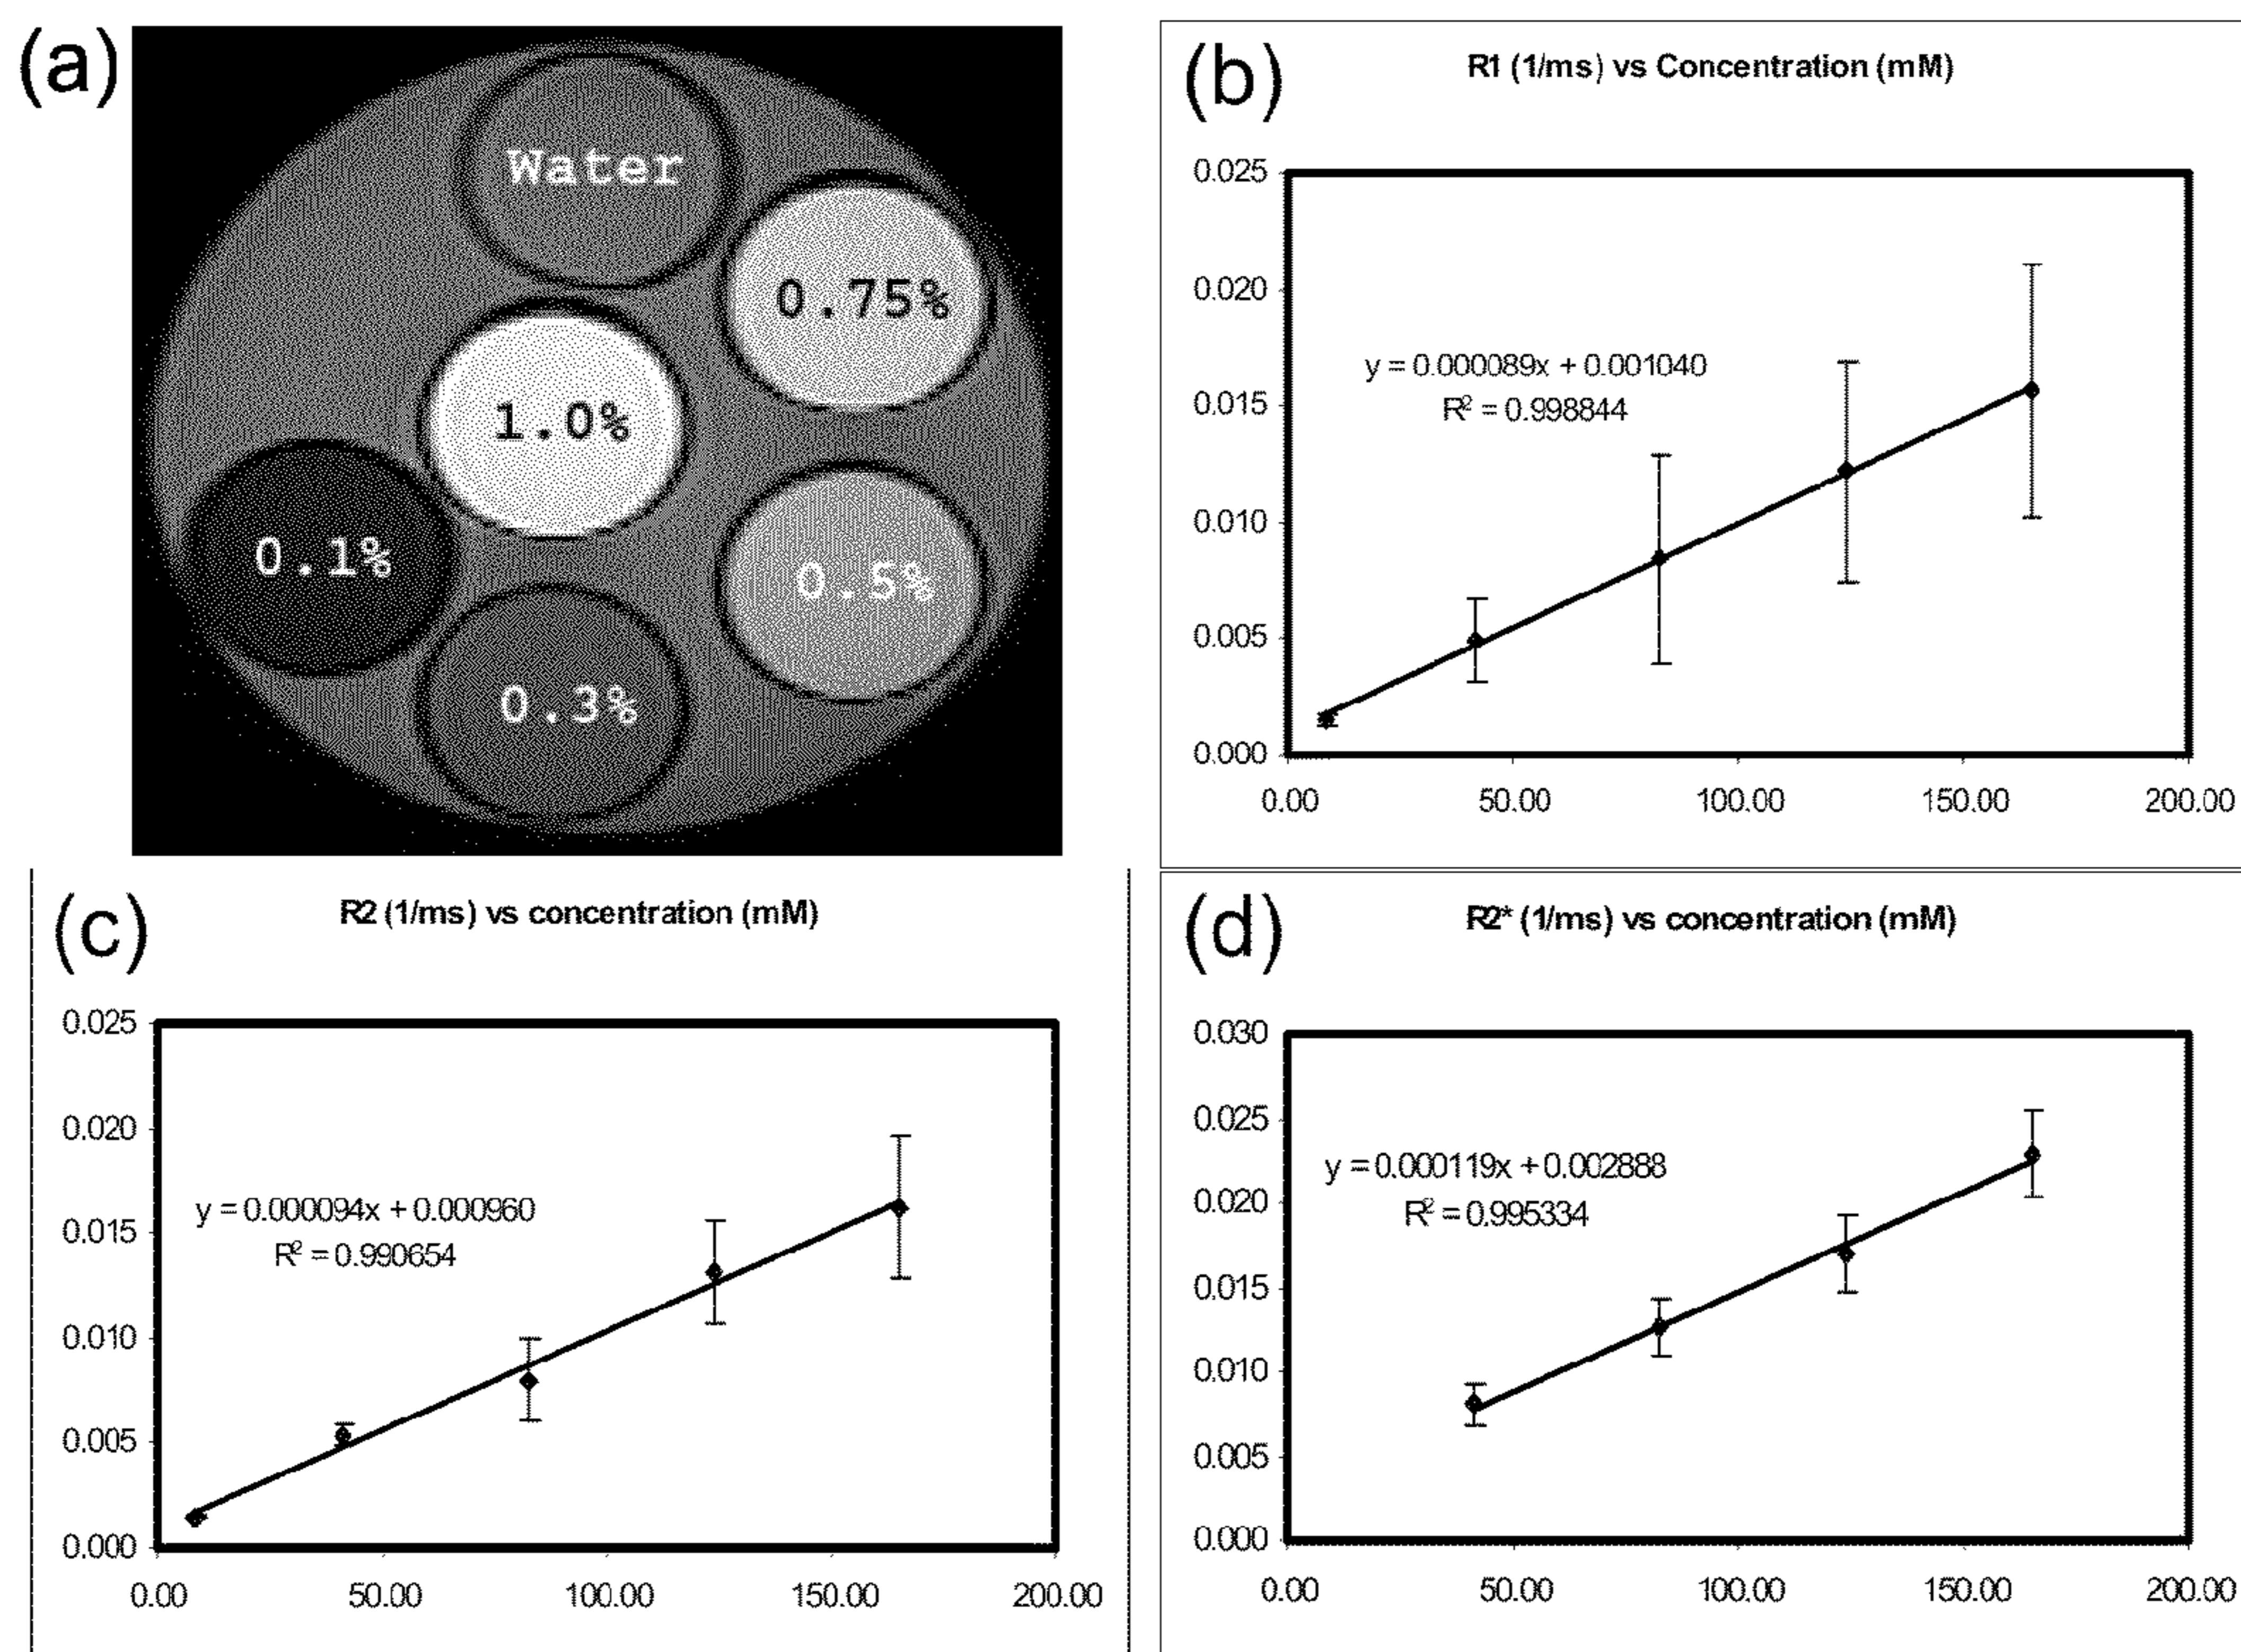 (a)
Water
0.75%
1.0%
0.1%
0.5%
0.3%
(b)
R1 (1/ms) vs Concentration (mM)
0.025
0.020
0.015
0.010
0.005
0.000
y = 0.000089x + 0.001040
R² = 0.998844
0.00 50.00 100.00 150.00 200.00
(c)
R2 (1/ms) vs concentration (mM)
0.025
0.020
0.015
0.010
0.005
0.000
y = 0.000094x + 0.000960
R² = 0.990654
0.00 50.00 100.00 150.00 200.00
(d)
R2* (1/ms) vs concentration (mM)
0.030
0.025
0.020
0.015
0.010
0.005
0.000
y = 0.000119x + 0.002888
R² = 0.995334
0.00 50.00 100.00 150.00 200.00